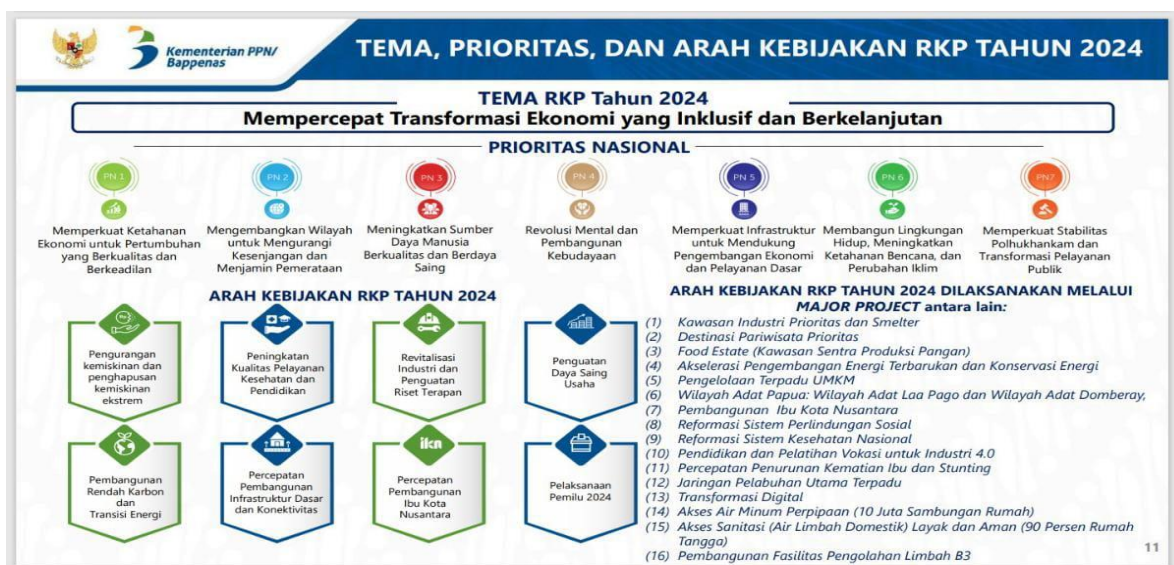 Kementerian PPN/
Bappenas
TEMA, PRIORITAS, DAN ARAH KEBIJAKAN RKP TAHUN 2024
TEMA RKP Tahun 2024
Mempercepat Transformasi Ekonomi yang Inklusif dan Berkelanjutan
PRIORITAS NASIONAL
PN 1
Memperkuat Ketahanan
Ekonomi untuk Pertumbuhan
yang Berkualitas dan
Berkeadilan
PN 2
Mengembangkan Wilayah
untuk Mengurangi
Kesenjangan dan
Menjamin Pemerataan
PN 3
Meningkatkan Sumber
Daya Manusia
Berkualitas dan Berdaya
Saing
PN 4
Revolusi Mental dan
Pembangunan
Kebudayaan
PN 5
Memperkuat Infrastruktur
untuk Mendukung
Pengembangan Ekonomi
dan Pelayanan Dasar
PN 6
Membangun Lingkungan
Hidup, Meningkatkan
Ketahanan Bencana, dan
Perubahan Iklim
PN7
Memperkuat Stabilitas
Polhukhankam dan
Transformasi Pelayanan
Publik
ARAH KEBIJAKAN RKP TAHUN 2024
Pengurangan
kemiskinan dan
penghapusan
kemiskinan
ekstrem
Peningkatan
Kualitas Pelayanan
Kesehatan dan
Pendidikan
Revitalisasi
Industri dan
Penguatan
Riset Terapan
Penguatan
Daya Saing
Usaha
Pembangunan
Rendah Karbon
dan
Transisi Energi
Percepatan
Pembangunan
Infrastruktur Dasar
dan Konektivitas
ikn
Percepatan
Pembangunan
Ibu Kota
Nusantara
Pelaksanaan
Pemilu 2024
ARAH KEBIJAKAN RKP TAHUN 2024 DILAKSANAKAN MELALUI
MAJOR PROJECT antara lain:
(1) Kawasan Industri Prioritas dan Smelter
(2) Destinasi Pariwisata Prioritas
(3) Food Estate (Kawasan Sentra Produksi Pangan)
(4) Akselerasi Pengembangan Energi Terbarukan dan Konservasi Energi
(5) Pengelolaan Terpadu UMKM
(6) Wilayah Adat Papua: Wilayah Adat Laa Pago dan Wilayah Adat Domberay,
(7) Pembangunan Ibu Kota Nusantara
(8) Reformasi Sistem Perlindungan Sosial
(9) Reformasi Sistem Kesehatan Nasional
(10) Pendidikan dan Pelatihan Vokasi untuk Industri 4.0
(11) Percepatan Penurunan Kematian Ibu dan Stunting
(12) Jaringan Pelabuhan Utama Terpadu
(13) Transformasi Digital
(14) Akses Air Minum Perpipaan (10 Juta Sambungan Rumah)
(15) Akses Sanitasi (Air Limbah Domestik) Layak dan Aman (90 Persen Rumah
Tangga)
(16) Pembangunan Fasilitas Pengolahan Limbah B3
11